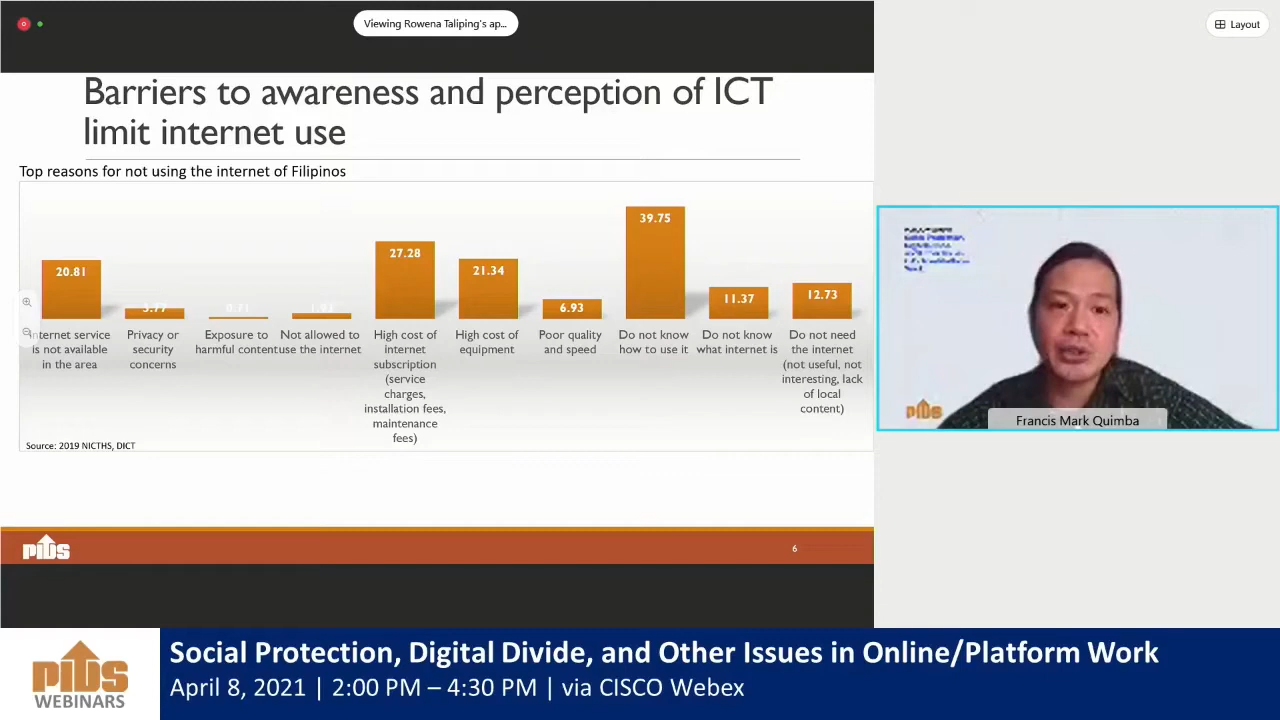 Viewing Rowena Taliping's ap...
Layout
Barriers to awareness and perception of ICT
limit internet use
Top reasons for not using the internet of Filipinos
20.81
3.77
0.71
27.28
21.34
6.93
39.75
11.37
12.73
Internet service
is not available
in the area
Privacy or
security
concerns
Exposure to
harmful content
Not allowed to
use the internet
High cost of
internet
subscription
(service
charges,
installation fees,
maintenance
fees)
High cost of
equipment
Poor quality
and speed
Do not know
how to use it
Do not know
what internet is
Do not need
the internet
(not useful, not
interesting, lack
of local
content)
Source: 2019 NICTHS, DICT
PIDS
6
PIDS
Francis Mark Quimba
PIDS
WEBINARS
Social Protection, Digital Divide, and Other Issues in Online/Platform Work
April 8, 2021 | 2:00 PM – 4:30 PM | via CISCO Webex